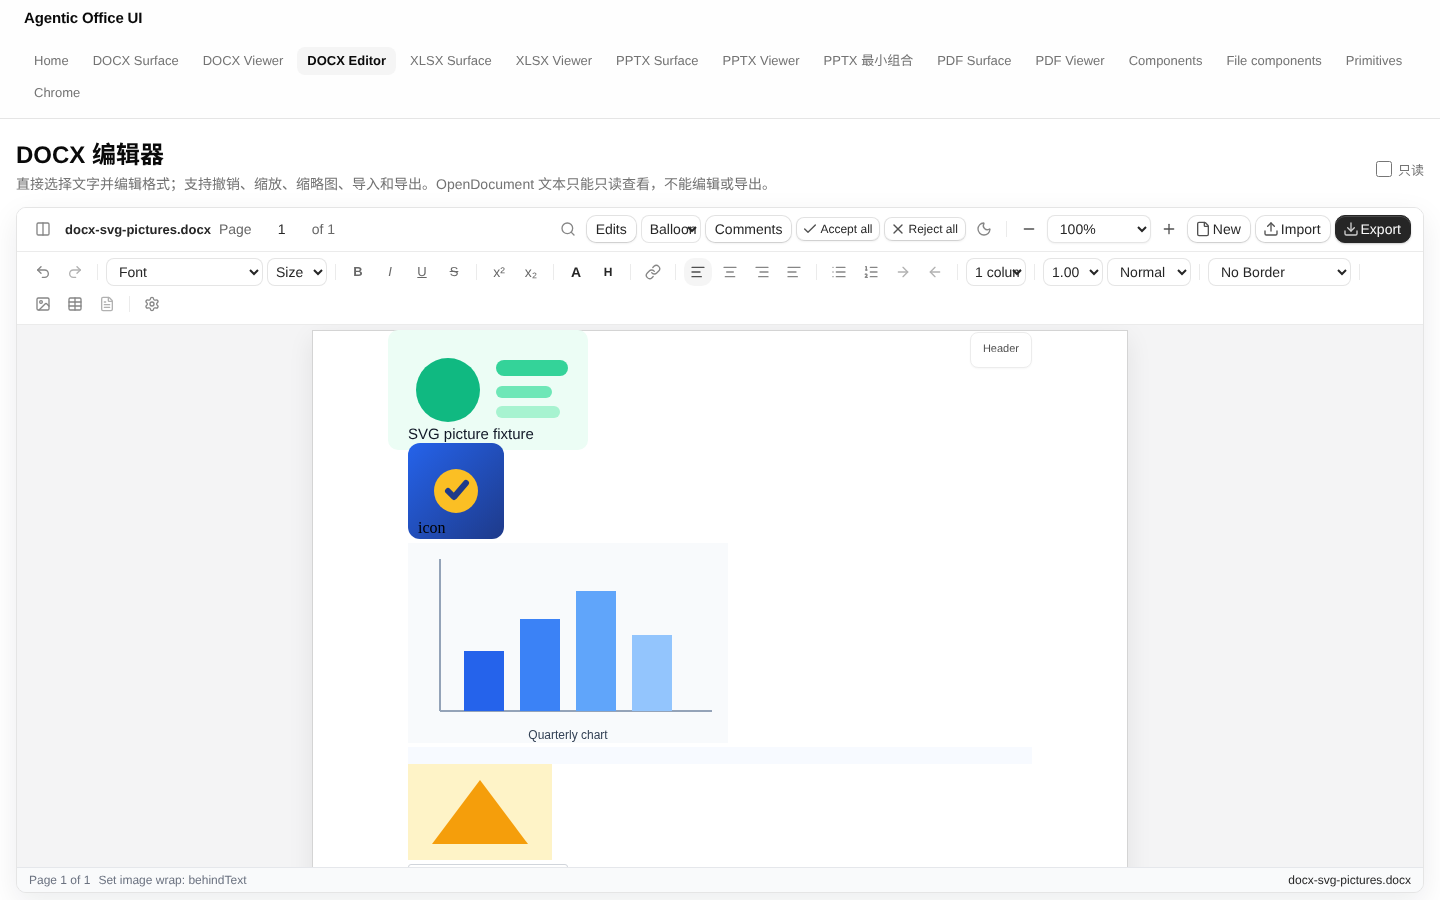 Agentic Office UI
Home DOCX Surface DOCX Viewer DOCX Editor XLSX Surface XLSX Viewer PPTX Surface PPTX Viewer PPTX 最小组合 PDF Surface PDF Viewer Components File components Primitives
Chrome
DOCX 编辑器
只读
直接选择文字并编辑格式；支持撤销、缩放、缩略图、导入和导出。OpenDocument 文本只能只读查看，不能编辑或导出。
docx-svg-pictures.docx Page 1 of 1 Edits Balloon Comments Accept all Reject all 100% New Import Export
Font Size B I U S x² x₂ A H 1 colum 1.00 Normal No Border
Header
SVG picture fixture
icon
Quarterly chart
Page 1 of 1 Set image wrap: behindText docx-svg-pictures.docx